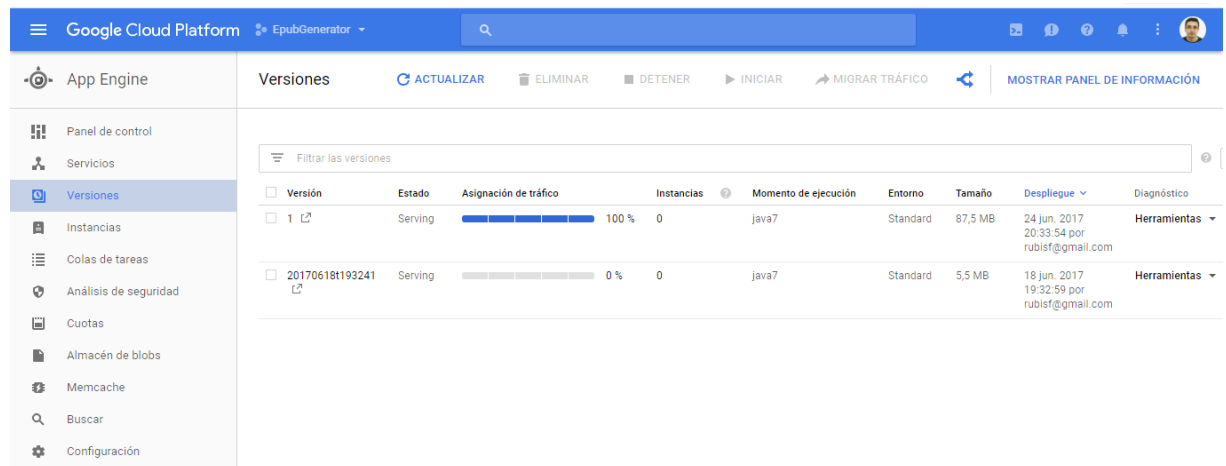 Google Cloud Platform EpubGenerator
App Engine
Versiones ACTUALIZAR ELIMINAR DETENER INICIAR MIGRAR TRÁFICO MOSTRAR PANEL DE INFORMACIÓN
Panel de control
Servicios
Versiones
Instancias
Colas de tareas
Análisis de seguridad
Cuotas
Almacén de blobs
Memcache
Buscar
Configuración
Filtrar las versiones
Versión Estado Asignación de tráfico Instancias Momento de ejecución Entorno Tamaño Despliegue Diagnóstico
1 Serving 100 % 0 java7 Standard 87,5 MB 24 jun. 2017 Herramientas
20:33:54 por
rubisf@gmail.com
20170618t193241 Serving 0 % 0 java7 Standard 5,5 MB 18 jun. 2017 Herramientas
19:32:59 por
rubisf@gmail.com